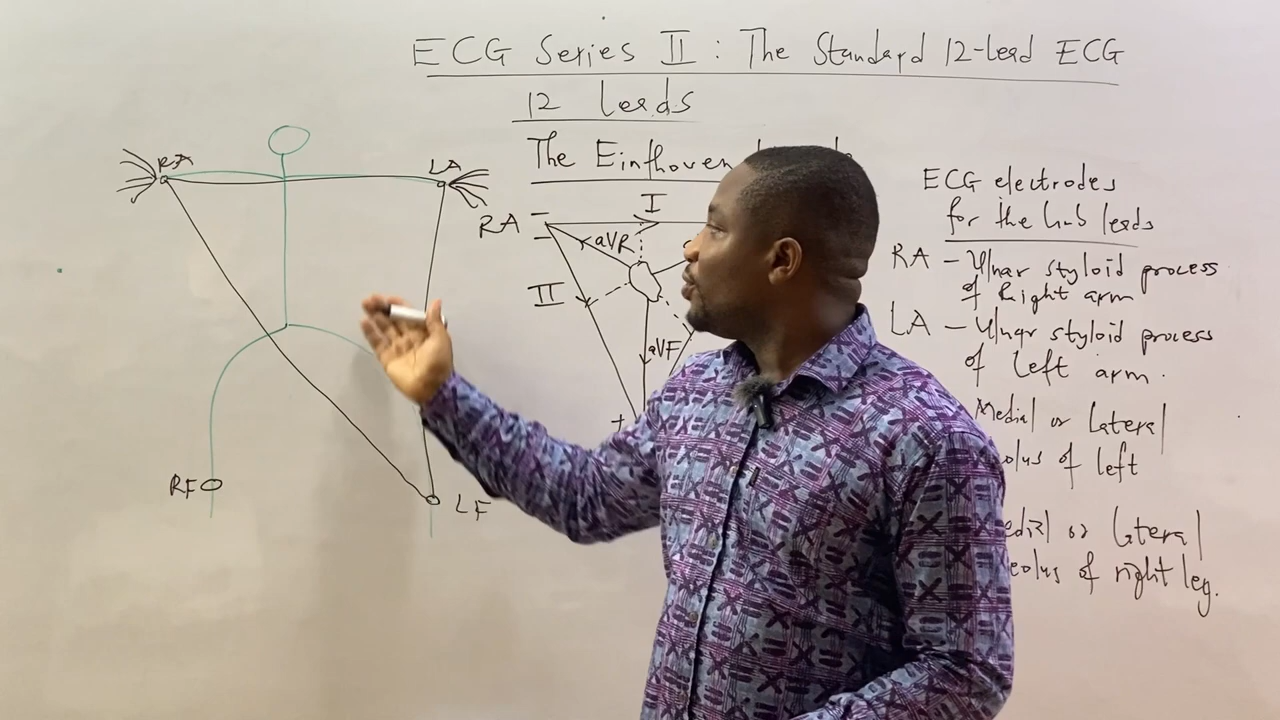 ECG Series II : The Standard 12-lead ECG
12 leads
The Einthoven
RA
LA
RF
LF
I
RA
aVR
II
aVF
+
ECG electrodes
for the limb leads
RA - Ulnar styloid process
of Right arm
LA - Ulnar styloid process
of Left arm.
Medial or Lateral
of left
or lateral
of right leg.